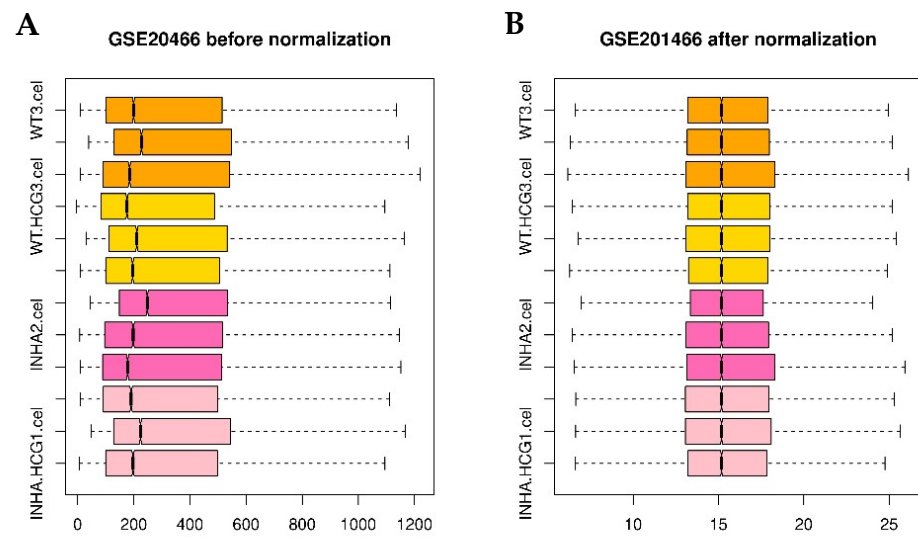 A
GSE20466 before normalization
WT3.cel
WT.HCG3.cel
INHA2.cel
INHA.HCG1.cel
0 200 400 600 800 1000 1200
B
GSE201466 after normalization
WT3.cel
WT.HCG3.cel
INHA2.cel
INHA.HCG1.cel
10 15 20 25